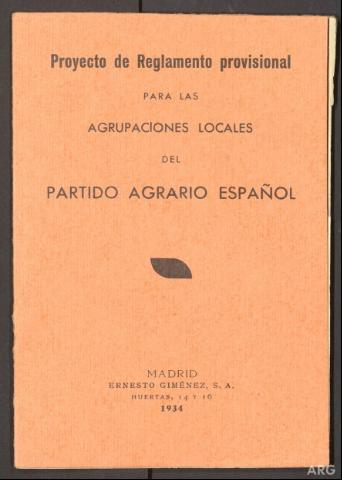 Proyecto de Reglamento provisional
PARA LAS
AGRUPACIONES LOCALES
DEL
PARTIDO AGRARIO ESPAÑOL
MADRID
ERNESTO GIMÉNEZ, S. A.
HUERTAS, 14 Y 16
1934
ARG